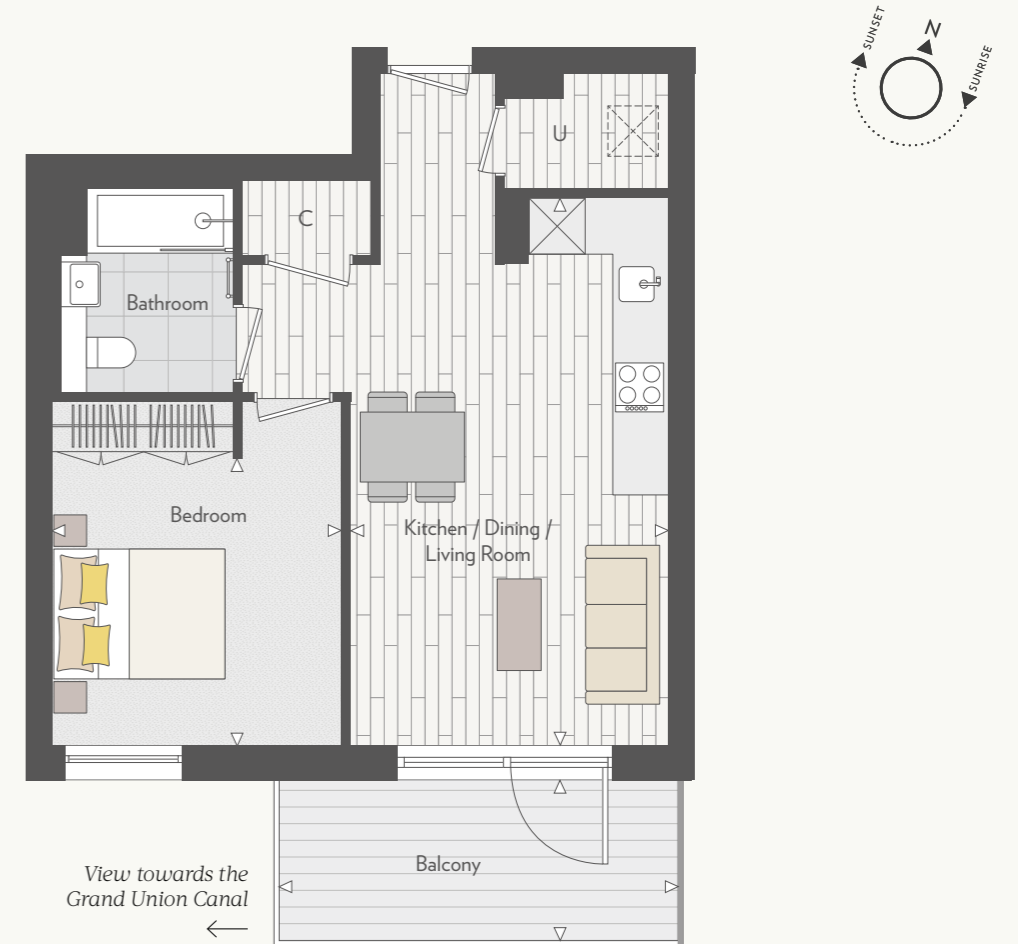 SUNSET
N
SUNRISE
U
C
Bathroom
Bedroom
Kitchen / Dining /
Living Room
Balcony
View towards the
Grand Union Canal